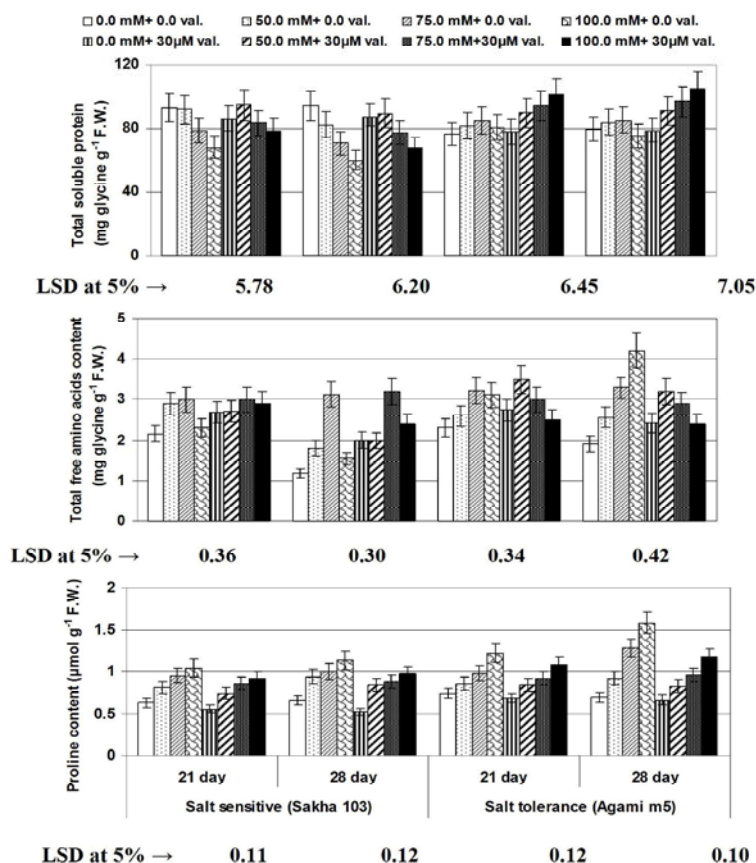 0.0 mM+ 0.0 val. 50.0 mM+ 0.0 val. 75.0 mM+ 0.0 val. 100.0 mM+ 0.0 val.
0.0 mM+ 30µM val. 50.0 mM+ 30µM val. 75.0 mM+30µM val. 100.0 mM+ 30µM val.
Total soluble protein
(mg glycine g-1 F.W.)
120
80
40
0
LSD at 5% → 5.78 6.20 6.45 7.05
Total free amino acids content
(mg glycine g-1 F.W.)
5
4
3
2
1
0
LSD at 5% → 0.36 0.30 0.34 0.42
Proline content (µmol g-1 F.W.)
2
1.5
1
0.5
0
21 day 28 day 21 day 28 day
Salt sensitive (Sakha 103) Salt tolerance (Agami m5)
LSD at 5% → 0.11 0.12 0.12 0.10